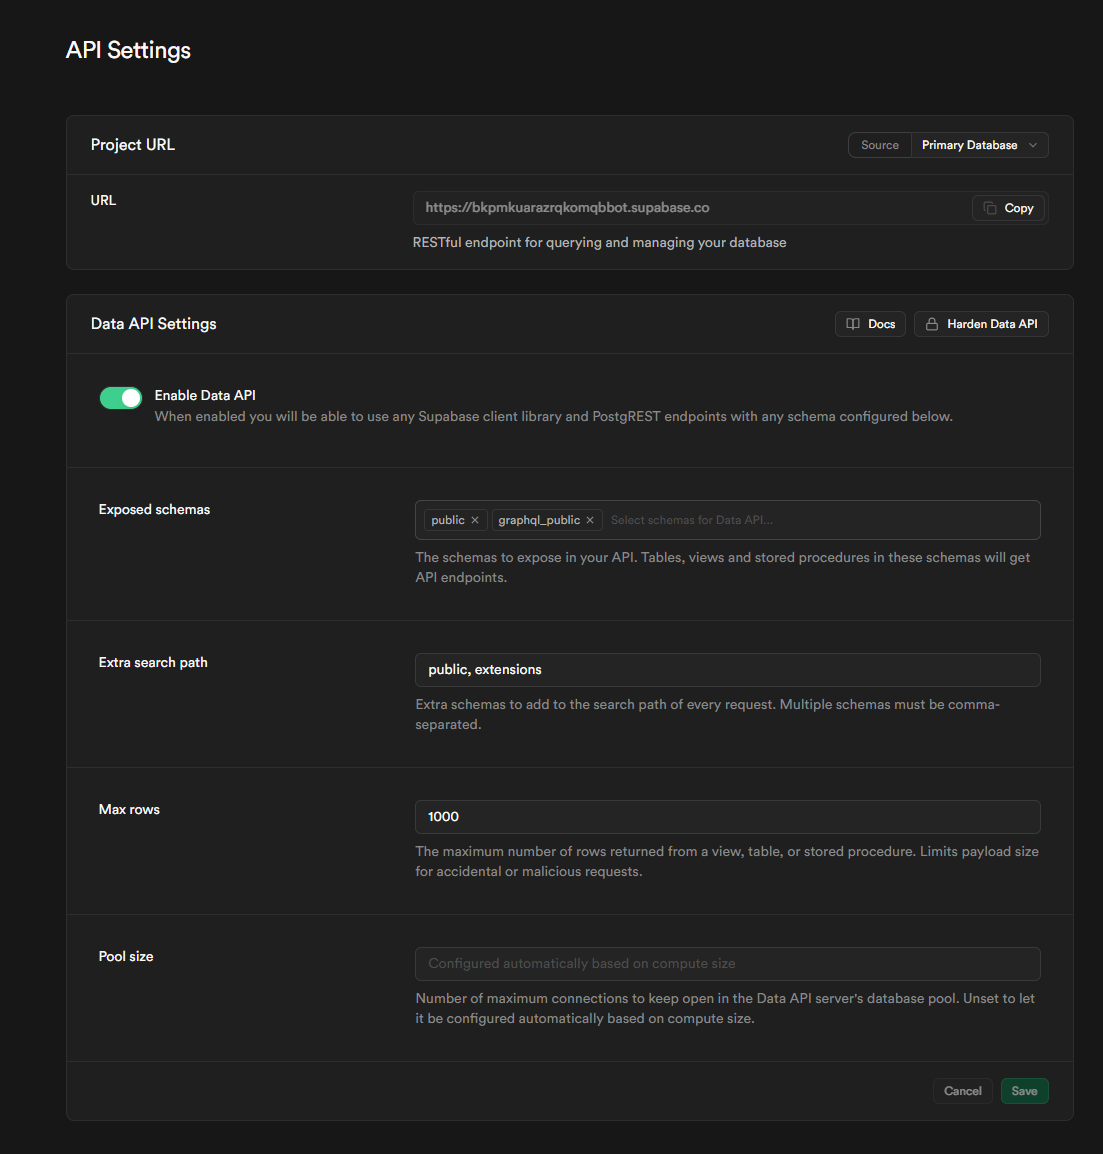 API Settings
Project URL
Source Primary Database
URL
https://bkpmkuarazrqkomqbbot.supabase.co
Copy
RESTful endpoint for querying and managing your database
Data API Settings
Docs
Harden Data API
Enable Data API
When enabled you will be able to use any Supabase client library and PostgREST endpoints with any schema configured below.
Exposed schemas
public × graphql_public × Select schemas for Data API...
The schemas to expose in your API. Tables, views and stored procedures in these schemas will get
API endpoints.
Extra search path
public, extensions
Extra schemas to add to the search path of every request. Multiple schemas must be comma-
separated.
Max rows
1000
The maximum number of rows returned from a view, table, or stored procedure. Limits payload size
for accidental or malicious requests.
Pool size
Configured automatically based on compute size
Number of maximum connections to keep open in the Data API server's database pool. Unset to let
it be configured automatically based on compute size.
Cancel
Save